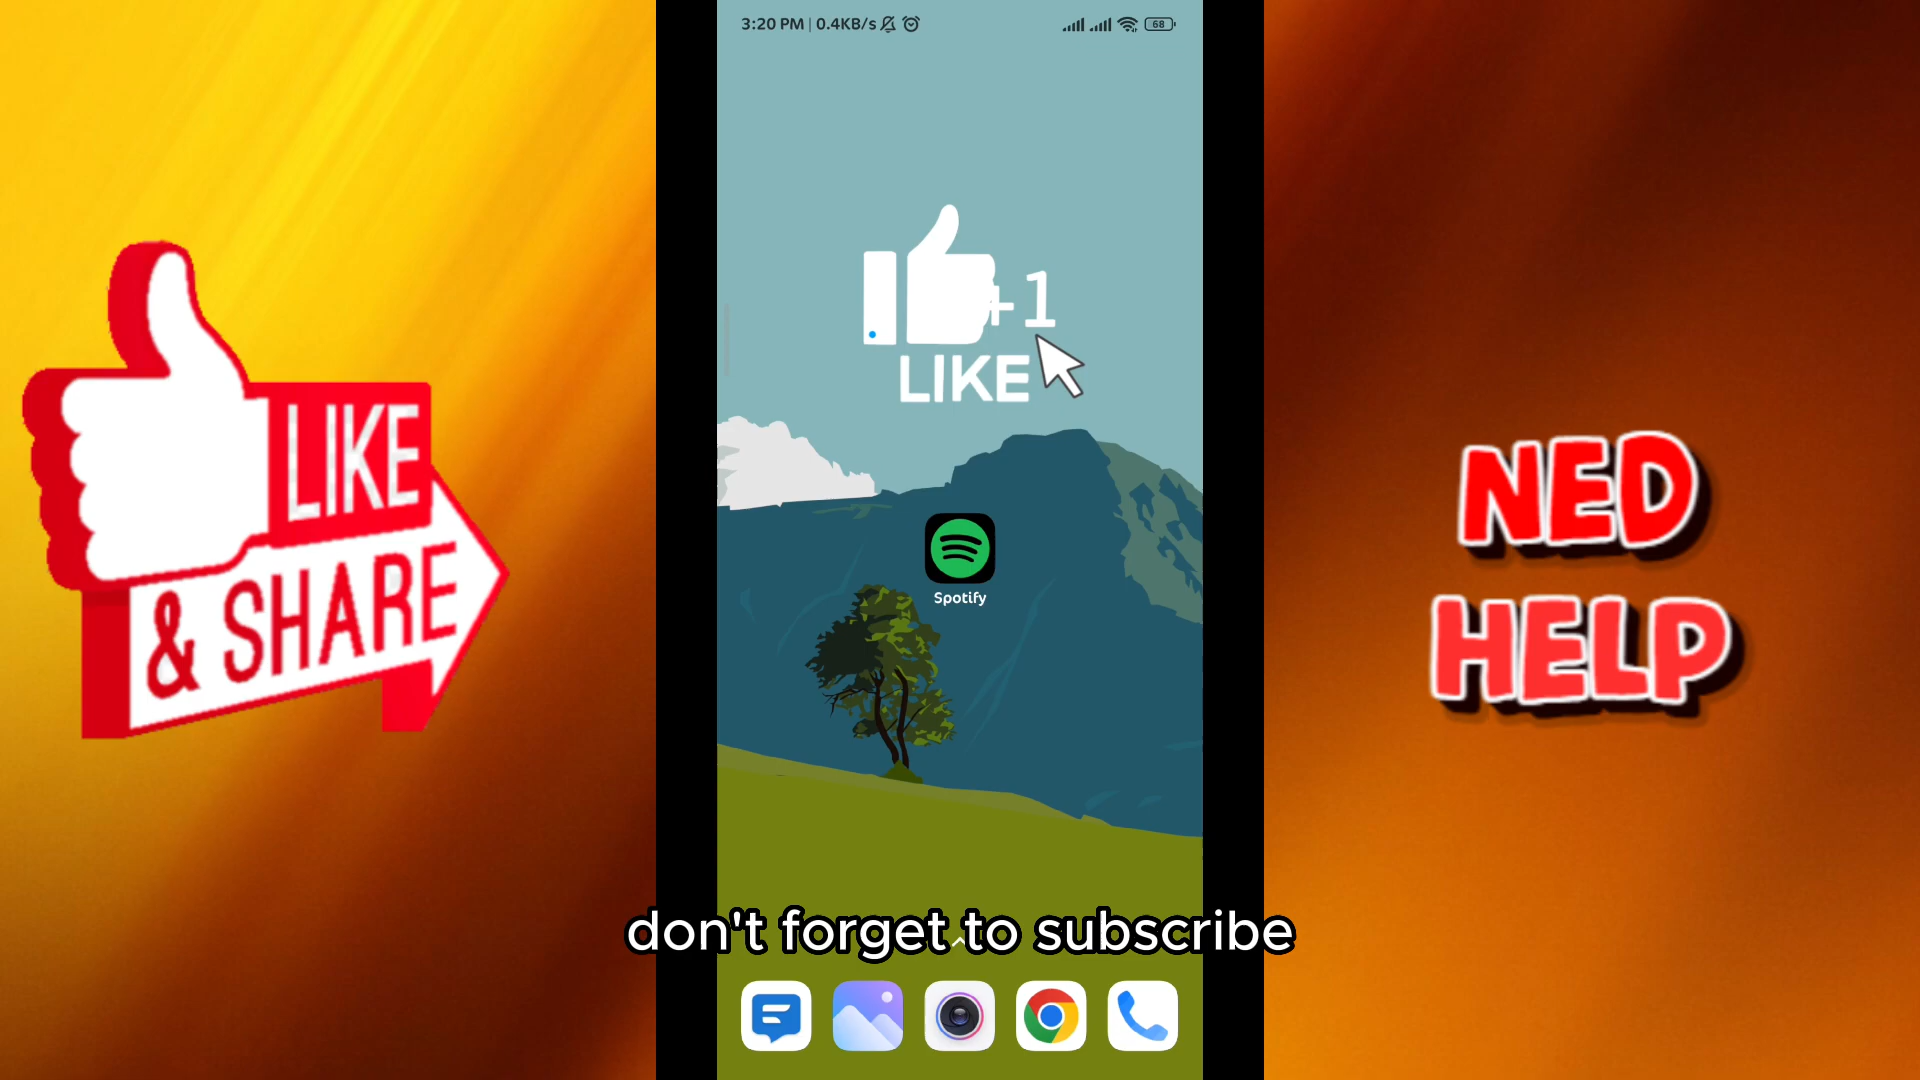 3:20 PM | 0.4KB/s
68
+1
LIKE
LIKE
& SHARE
NED
HELP
Spotify
don't forget to subscribe